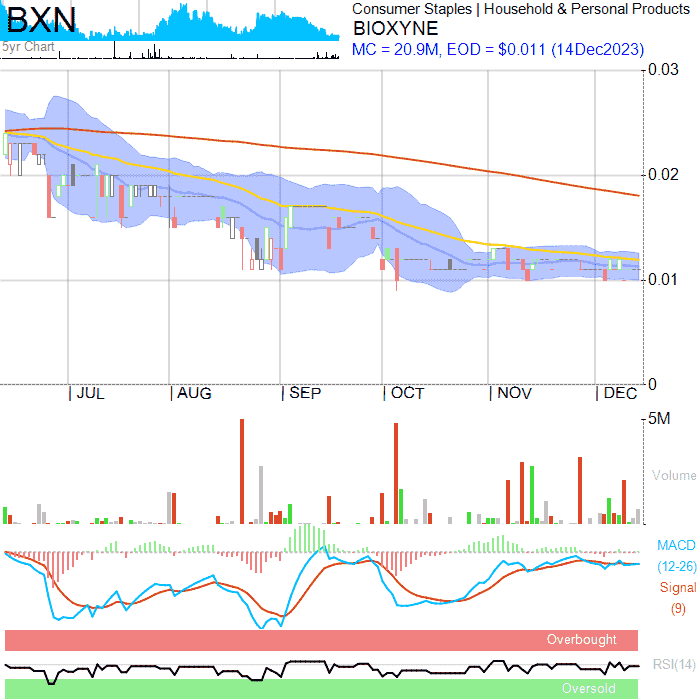 BXN
5yr Chart
Consumer Staples | Household & Personal Products
BIOXYNE
MC = 20.9M, EOD = $0.011 (14Dec2023)
0.03
0.02
0.01
0
JUL
AUG
SEP
OCT
NOV
DEC
5M
Volume
MACD
(12-26)
Signal
(9)
Overbought
RSI(14)
Oversold